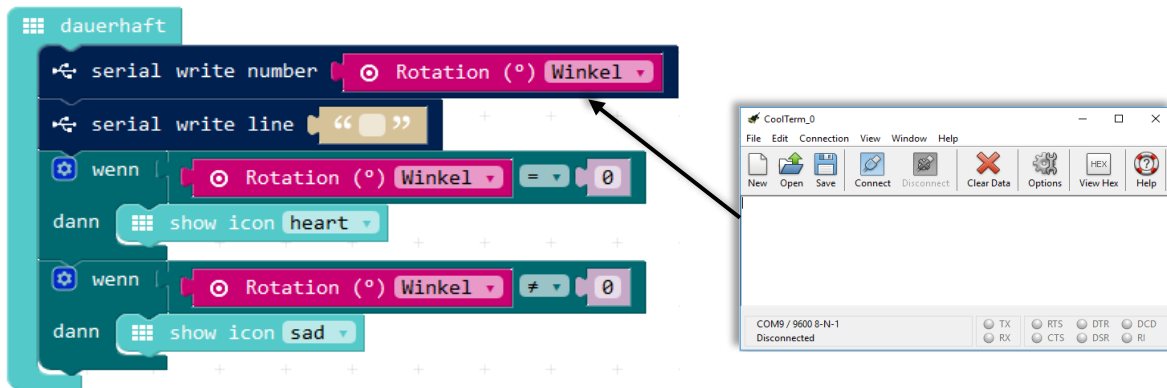 dauerhaft
serial write number Rotation (°) Winkel
serial write line “ ”
wenn Rotation (°) Winkel = 0
dann show icon heart
wenn Rotation (°) Winkel ≠ 0
dann show icon sad
CoolTerm_0
File Edit Connection View Window Help
HEX
New Open Save Connect Disconnect Clear Data Options View Hex Help
COM9 / 9600 8-N-1
Disconnected
TX RTS DTR DCD
RX CTS DSR RI